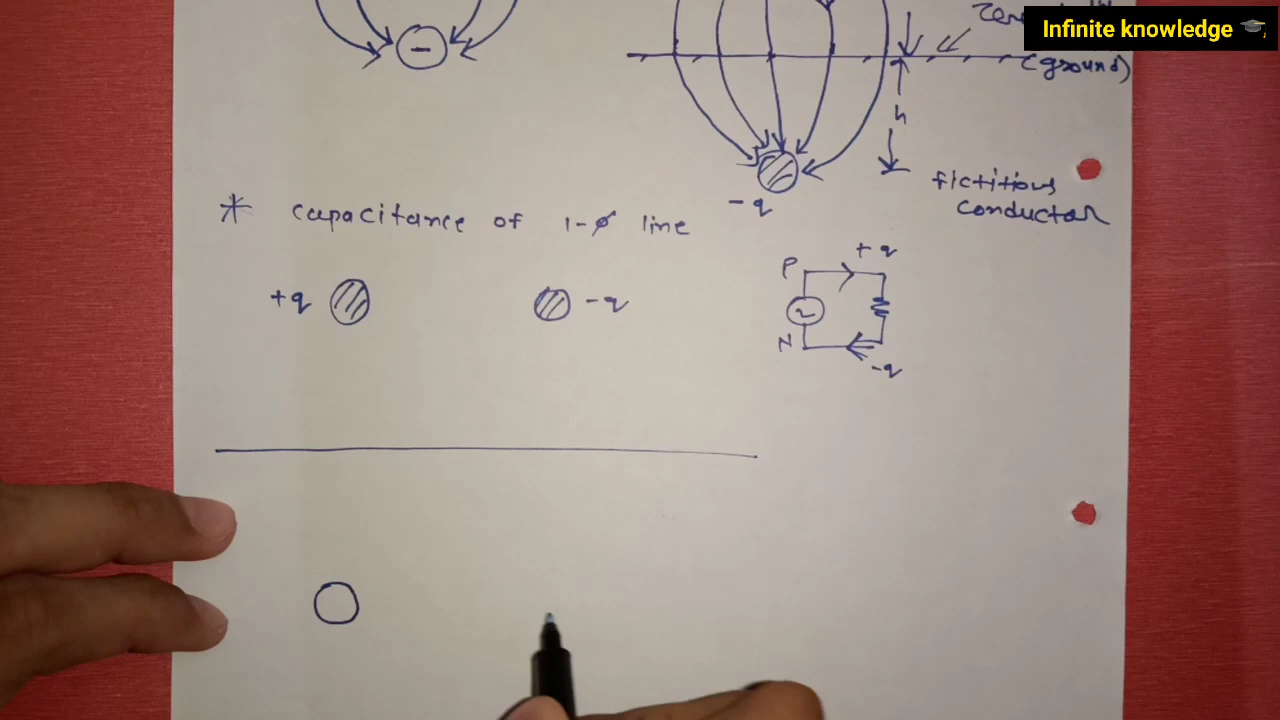 Infinite knowledge 🎓
(ground)
-
h
fictitious
conductor
-q
* capacitance of 1-φ line
+q
-q
P
+q
~
N
-q